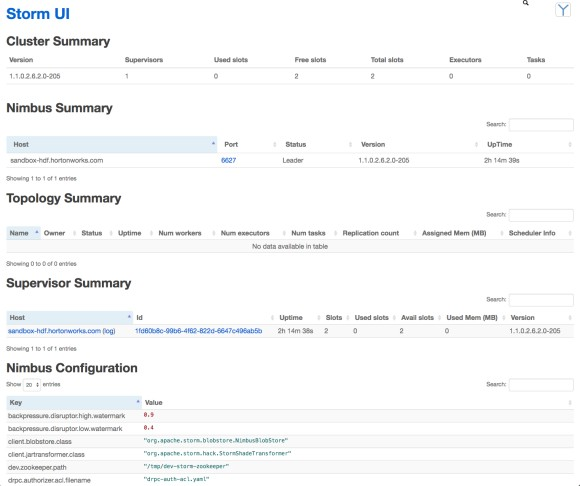 Storm UI
Cluster Summary
Version Supervisors Used slots Free slots Total slots Executors Tasks
1.1.0.2.6.2.0-205 1 0 2 2 0 0
Nimbus Summary
Search:
Host Port Status Version UpTime
sandbox-hdf.hortonworks.com 6627 Leader 1.1.0.2.6.2.0-205 2h 14m 39s
Showing 1 to 1 of 1 entries
Topology Summary
Search:
Name Owner Status Uptime Num workers Num executors Num tasks Replication count Assigned Mem (MB) Scheduler Info
No data available in table
Showing 0 to 0 of 0 entries
Supervisor Summary
Search:
Host Id Uptime Slots Used slots Avail slots Used Mem (MB) Version
sandbox-hdf.hortonworks.com (log) 1fd60b8c-99b6-4f62-822d-6647c496ab5b 2h 14m 38s 2 0 2 0 1.1.0.2.6.2.0-205
Showing 1 to 1 of 1 entries
Nimbus Configuration
Show 20 entries Search:
Key Value
backpressure.disruptor.high.watermark 0.9
backpressure.disruptor.low.watermark 0.4
client.blobstore.class "org.apache.storm.blobstore.NimbusBlobStore"
client.jartransformer.class "org.apache.storm.hack.StormShadeTransformer"
dev.zookeeper.path "/tmp/dev-storm-zookeeper"
drpc.authorizer.acl.filename "drpc-auth-acl.yaml"